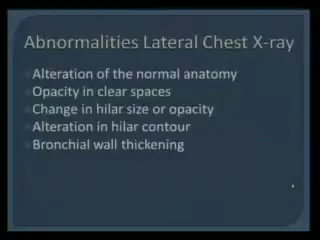 Abnormalities Lateral Chest X-ray
Alteration of the normal anatomy
Opacity in clear spaces
Change in hilar size or opacity
Alteration in hilar contour
Bronchial wall thickening